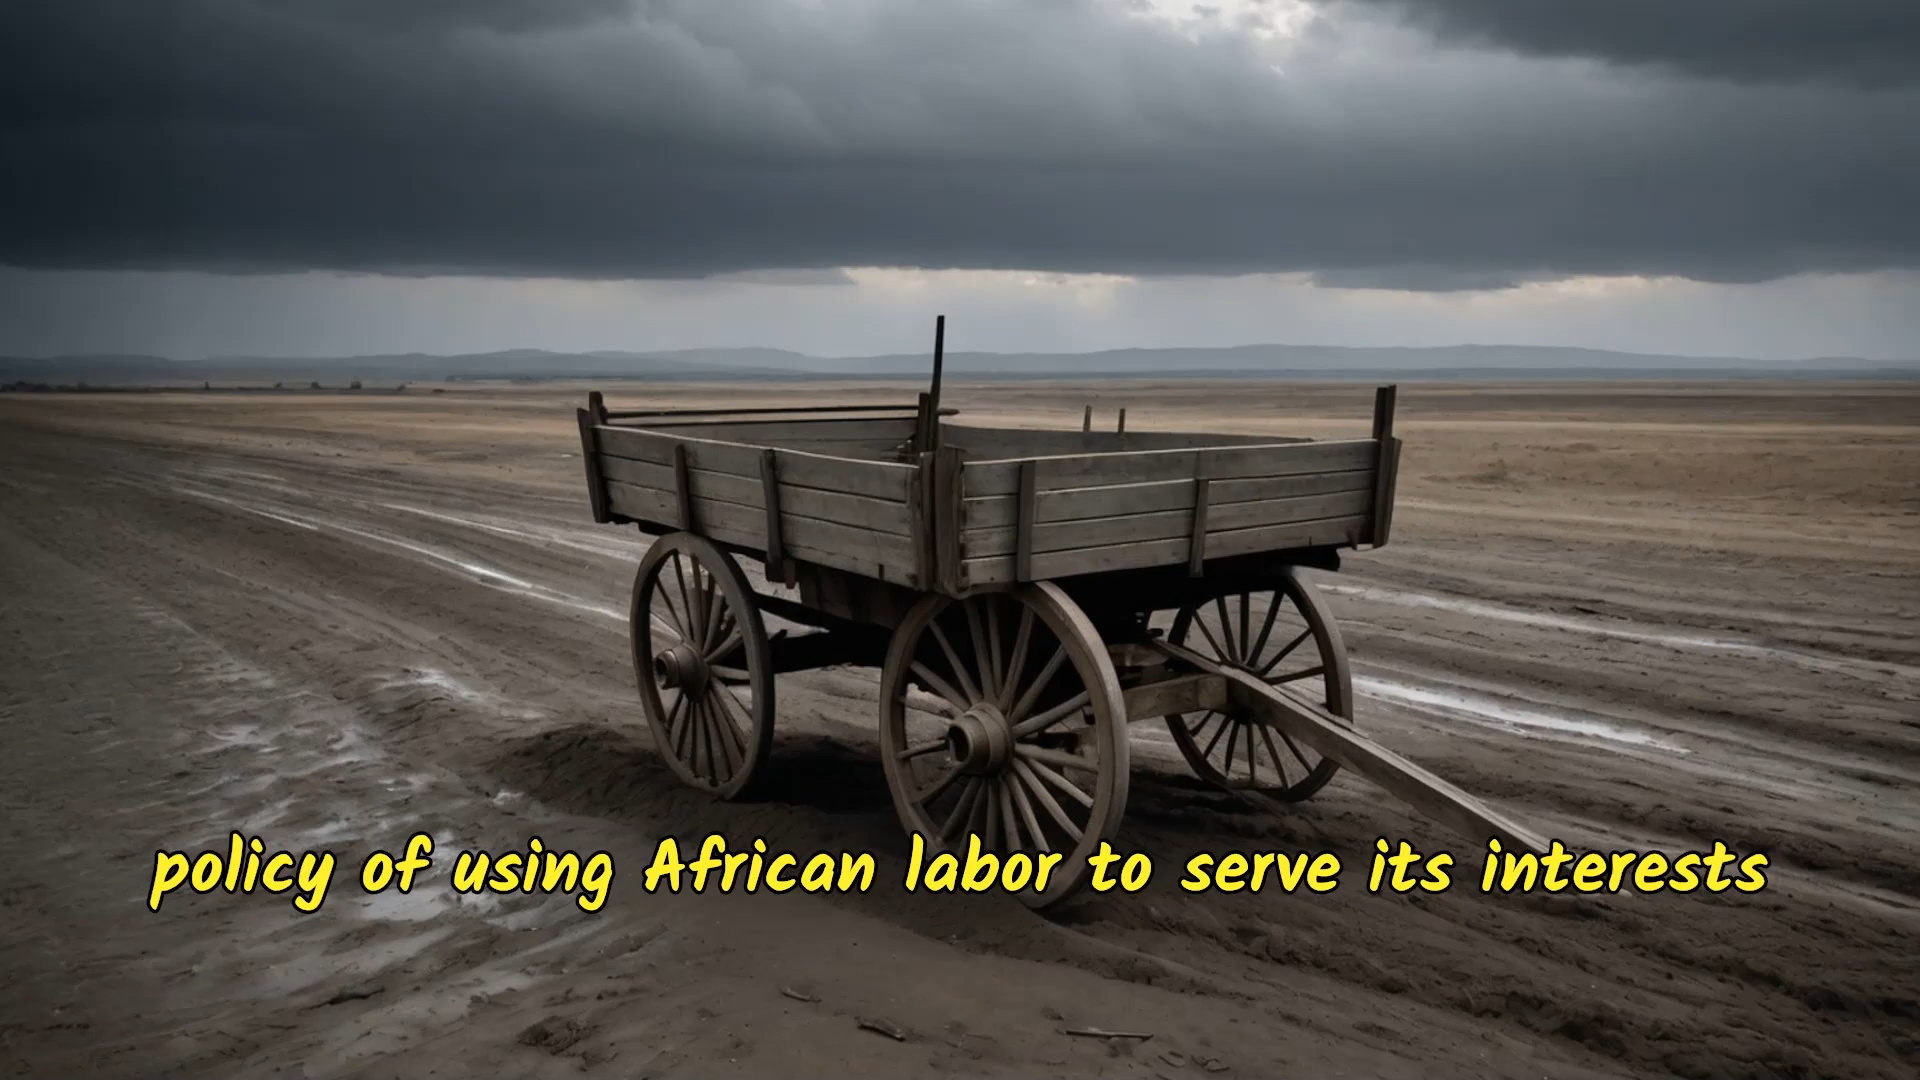 policy of using African labor to serve its interests